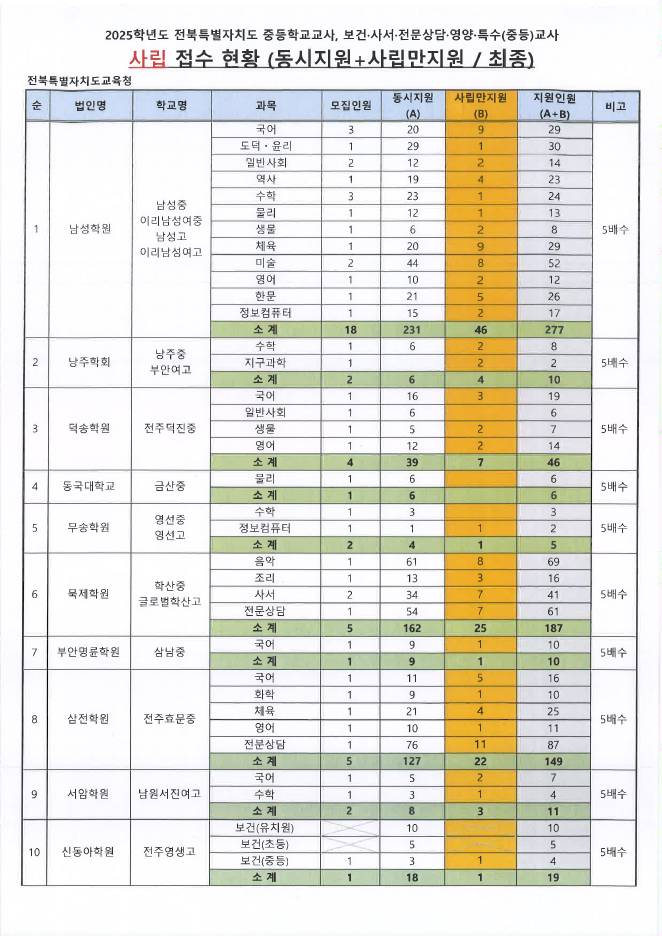 2025학년도 전북특별자치도 중등학교교사, 보건·사서·전문상담·영양·특수(중등)교사
사립 접수 현황 (동시지원+사립만지원 / 최종)
전북특별자치도교육청
순 법인명 학교명 과목 모집인원 동시지원 (A) 사립만지원 (B) 지원인원 (A+B) 비고
1 남성학원 남성중 이리남성여중 남성고 이리남성여고 5배수
국어 3 20 9 29
도덕·윤리 1 29 1 30
일반사회 2 12 2 14
역사 1 19 4 23
수학 3 23 1 24
물리 1 12 1 13
생물 1 6 2 8
체육 1 20 9 29
미술 2 44 8 52
영어 1 10 2 12
한문 1 21 5 26
정보컴퓨터 1 15 2 17
소 계 18 231 46 277
2 낭주학회 낭주중 부안여고 5배수
수학 1 6 2 8
지구과학 1 2 2
소 계 2 6 4 10
3 덕송학원 전주덕진중 5배수
국어 1 16 3 19
일반사회 1 6 6
생물 1 5 2 7
영어 1 12 2 14
소 계 4 39 7 46
4 동국대학교 금산중 5배수
물리 1 6 6
소 계 1 6 6
5 무송학원 영선중 영선고 5배수
수학 1 3 3
정보컴퓨터 1 1 1 2
소 계 2 4 1 5
6 묵제학원 학산중 글로벌학산고 5배수
음악 1 61 8 69
조리 1 13 3 16
사서 2 34 7 41
전문상담 1 54 7 61
소 계 5 162 25 187
7 부안명륜학원 삼남중 5배수
국어 1 9 1 10
소 계 1 9 1 10
8 삼전학원 전주효문중 5배수
국어 1 11 5 16
화학 1 9 1 10
체육 1 21 4 25
영어 1 10 1 11
전문상담 1 76 11 87
소 계 5 127 22 149
9 서암학원 남원서진여고 5배수
국어 1 5 2 7
수학 1 3 1 4
소 계 2 8 3 11
10 신동아학원 전주영생고 5배수
보건(유치원) 10 10
보건(초등) 5 5
보건(중등) 1 3 1 4
소 계 1 18 1 19